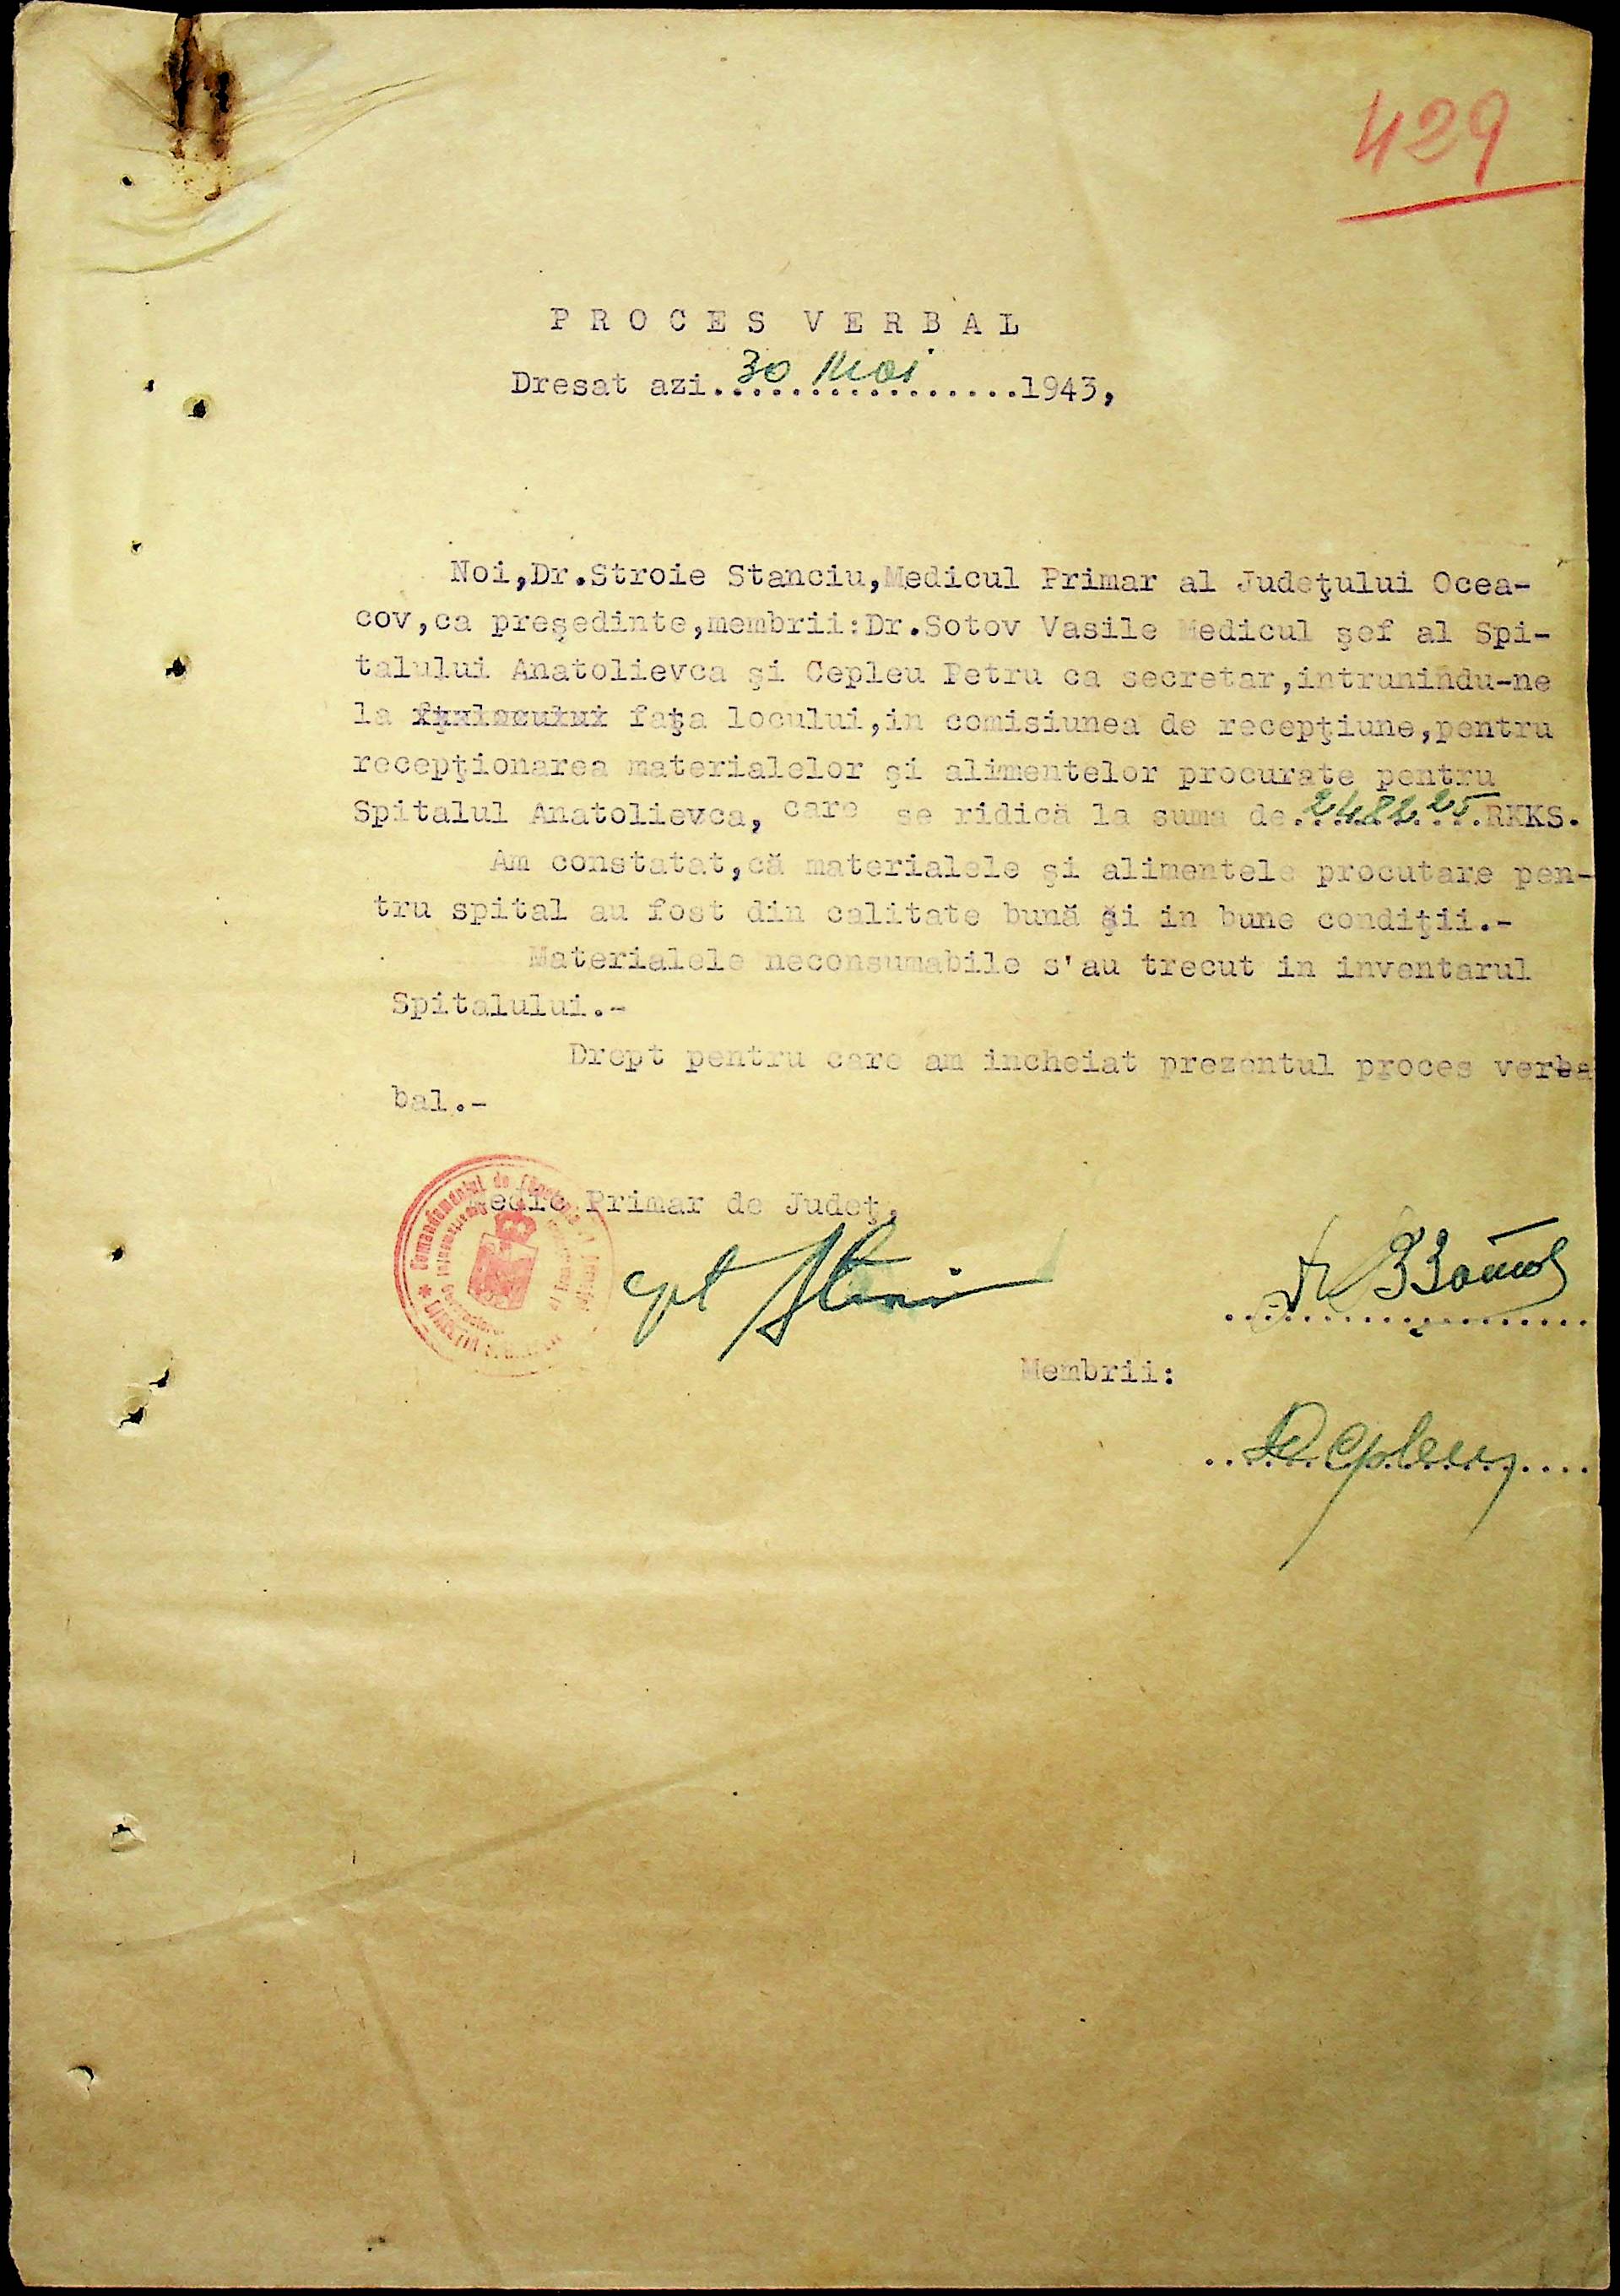 429
PROCES VERBAL
Dresat azi 30 Mai 1943,
Noi,Dr.Stroie Stanciu,Medicul Primar al Judeţului Ocea-
cov,ca preşedinte,membrii:Dr.Sotov Vasile Medicul şef al Spi-
talului Anatolievca şi Cepleu Petru ca secretar,intrunindu-ne
la faţa locului,in comisiunea de recepţiune,pentru
recepţionarea materialelor şi alimentelor procurate pentru
Spitalul Anatolievca, care se ridică la suma de RKKS.
Am constatat,că materialele şi alimentele procutare pen-
tru spital au fost din calitate bună şi in bune condiţii.-
Materialele neconsumabile s'au trecut in inventarul
Spitalului.-
Drept pentru care am incheiat prezentul proces verba
bal.-
Medic Primar de Judeţ,
cpt
dr
Membrii: